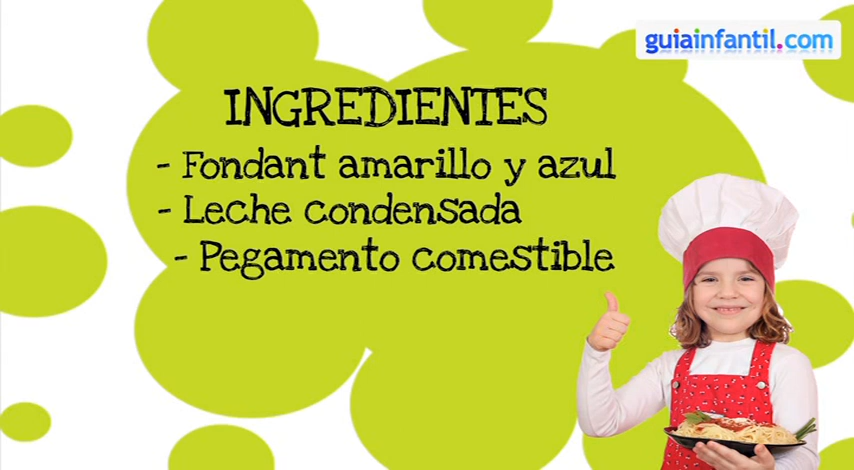 guiainfantil.com
INGREDIENTES
- Fondant amarillo y azul
- Leche condensada
- Pegamento comestible